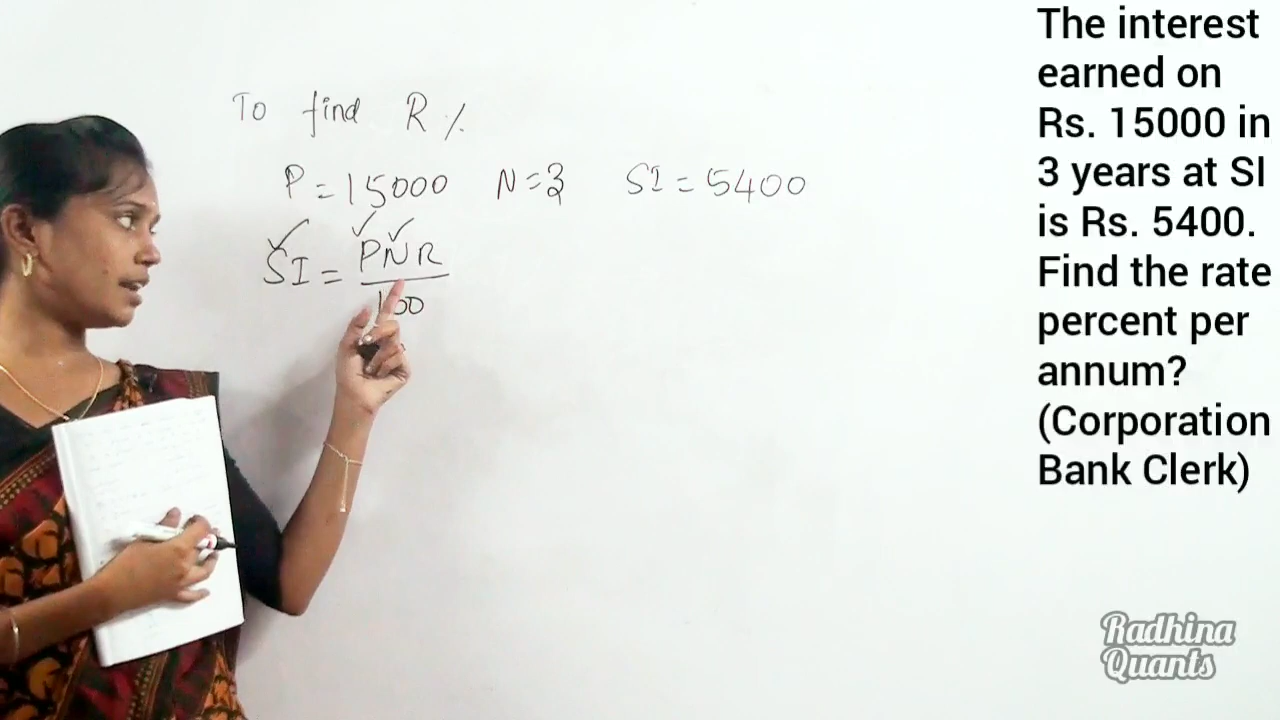 To find R %
P = 15000 N = 3 SI = 5400
SI = PNR
100
The interest
earned on
Rs. 15000 in
3 years at SI
is Rs. 5400.
Find the rate
percent per
annum?
(Corporation
Bank Clerk)
Radhina
Quants